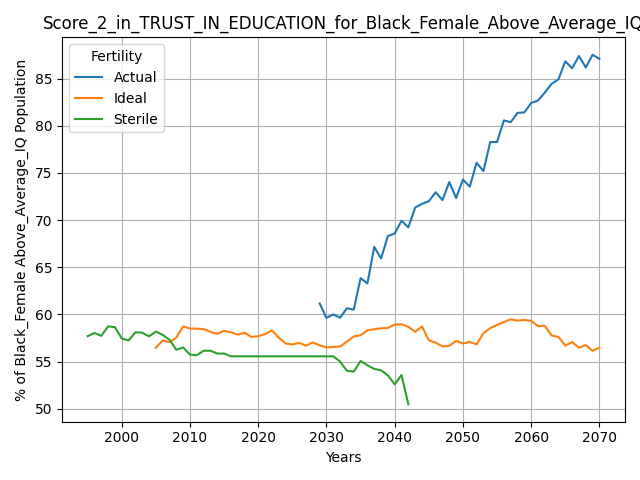 Score_2_in_TRUST_IN_EDUCATION_for_Black_Female_Above_Average_IQ
Fertility
Actual
Ideal
Sterile
% of Black_Female Above_Average_IQ Population
85
80
75
70
65
60
55
50
2000 2010 2020 2030 2040 2050 2060 2070
Years